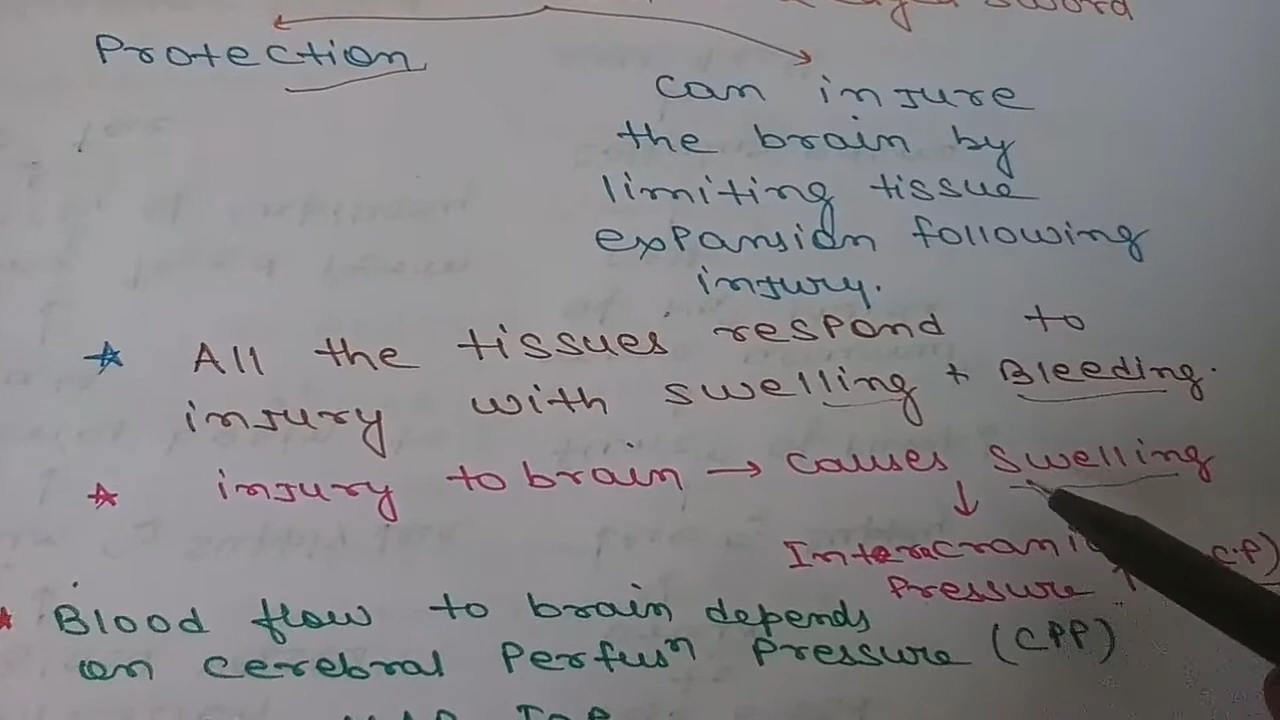 sword
Protection
can injure
the brain by
limiting tissue
expansion following
injury.
All the tissues respond to
injury with swelling + Bleeding.
injury to brain → causes swelling
↓
Pressure ↑
Blood flow to brain depends
on cerebral Perfusⁿ Pressure (CPP)